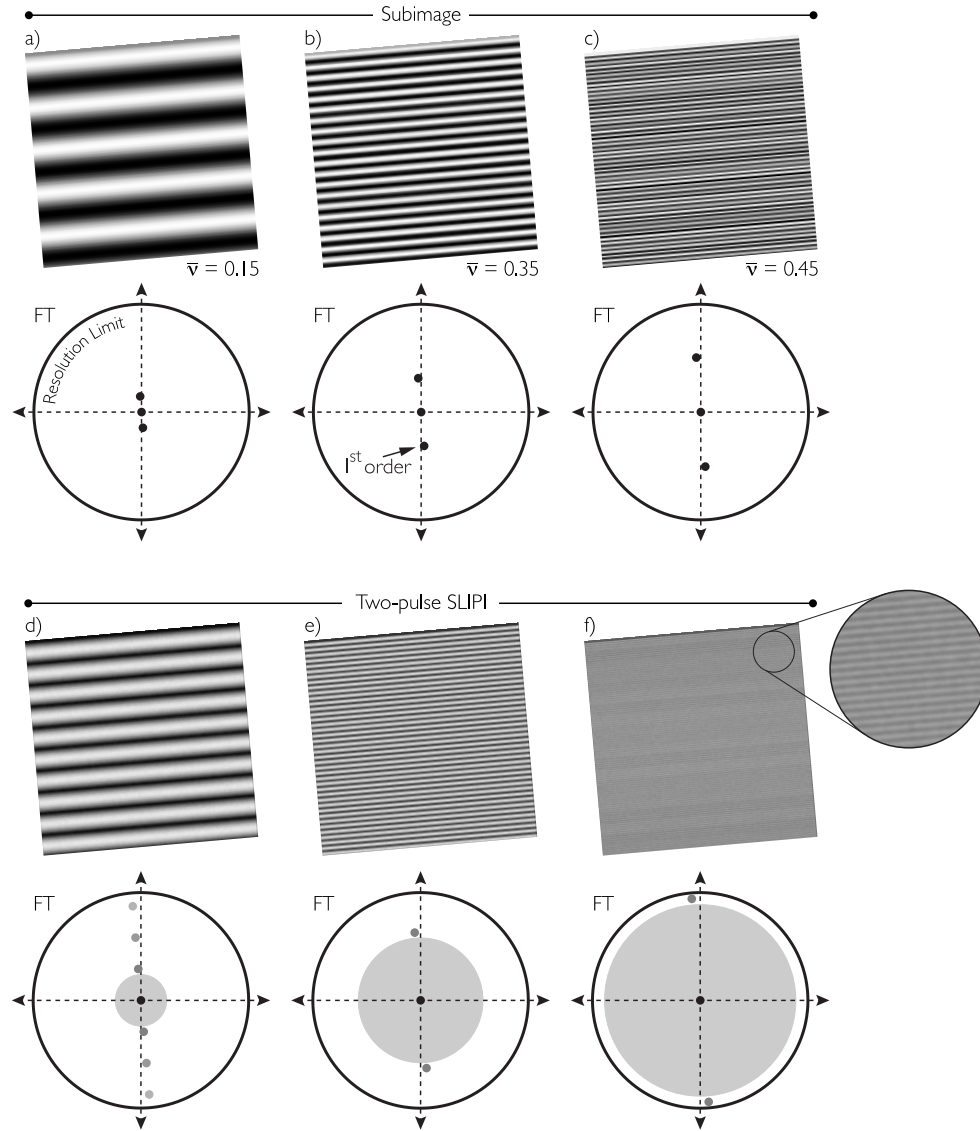 Subimage
a)
b)
c)
ν̅ = 0.15
ν̅ = 0.35
ν̅ = 0.45
FT
Resolution Limit
FT
1st order
FT
Two-pulse SLIPI
d)
e)
f)
FT
FT
FT